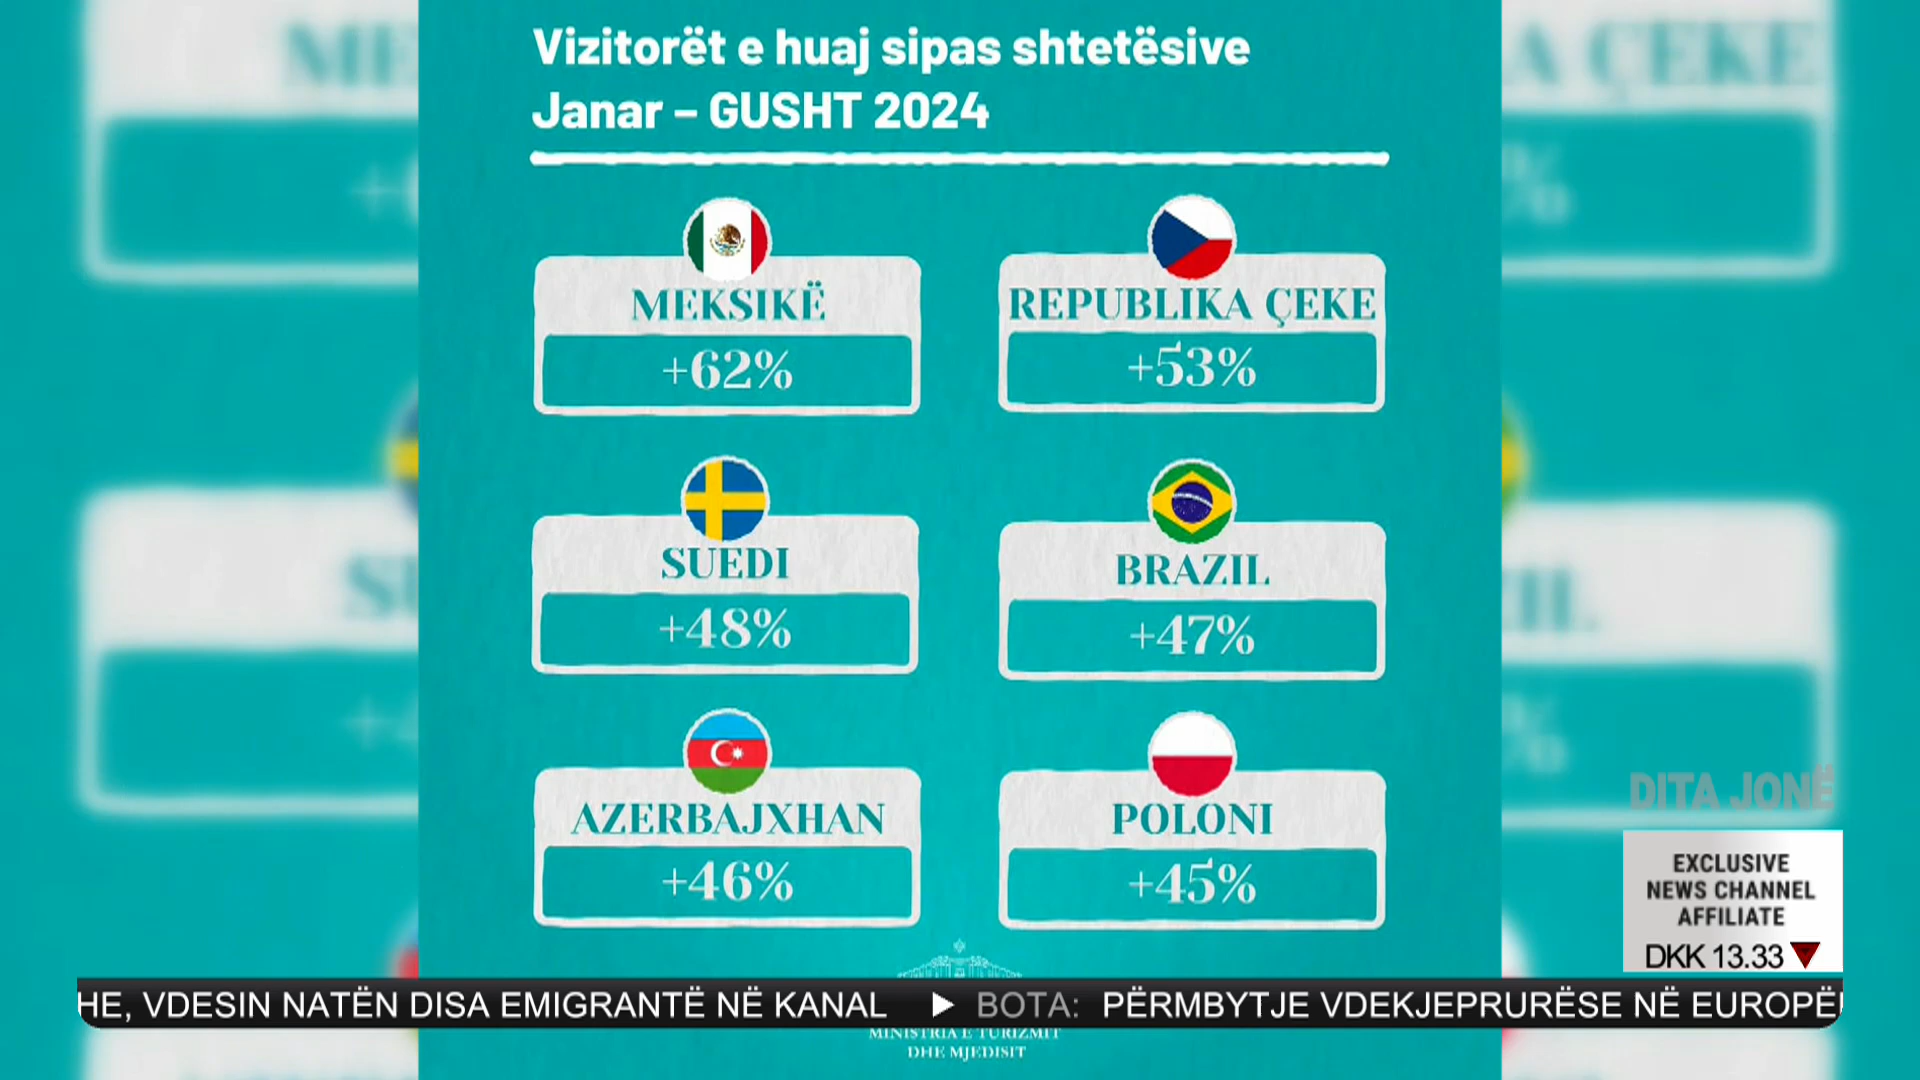 Vizitorët e huaj sipas shtetësive
Janar – GUSHT 2024
MEKSIKË
+62%
REPUBLIKA ÇEKE
+53%
SUEDI
+48%
BRAZIL
+47%
AZERBAJXHAN
+46%
POLONI
+45%
DITA JONË
EXCLUSIVE
NEWS CHANNEL
AFFILIATE
DKK 13.33
HE, VDESIN NATËN DISA EMIGRANTË NË KANAL BOTA: PËRMBYTJE VDEKJEPRURËSE NË EUROPË
MINISTRIA E TURIZMIT
DHE MJEDISIT